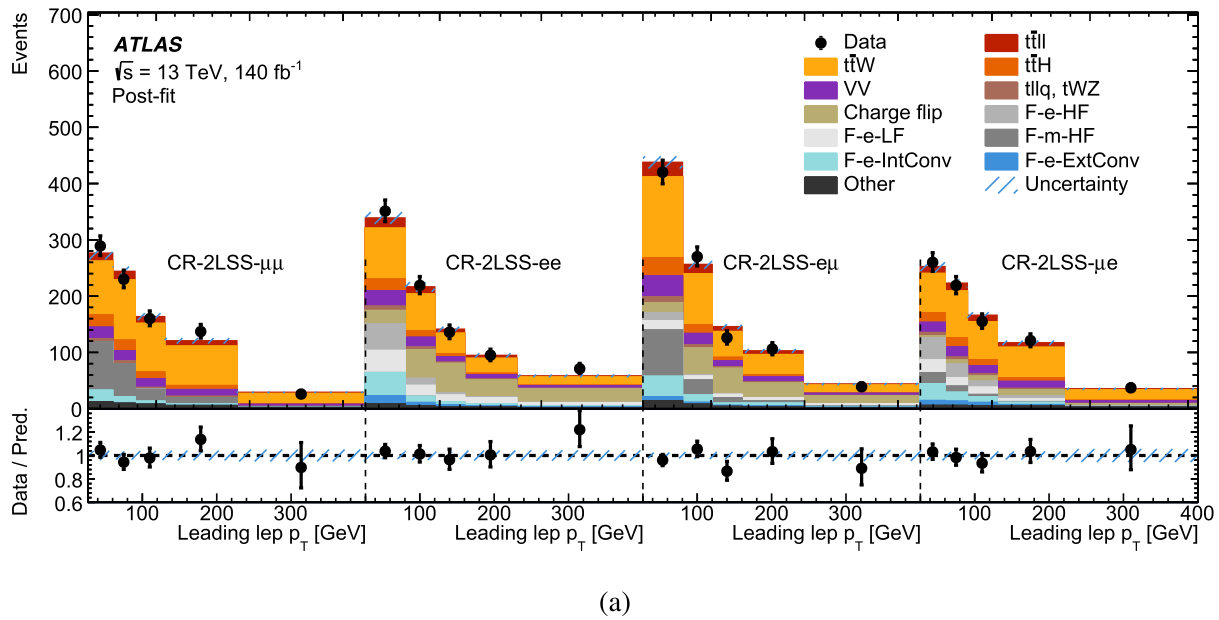 Events
700
600
500
400
300
200
100
0
ATLAS
√s = 13 TeV, 140 fb⁻¹
Post-fit
Data
tt̄W
VV
Charge flip
F-e-LF
F-e-IntConv
Other
tt̄ll
tt̄H
tllq, tWZ
F-e-HF
F-m-HF
F-e-ExtConv
Uncertainty
CR-2LSS-μμ
CR-2LSS-ee
CR-2LSS-eμ
CR-2LSS-μe
Data / Pred.
1.2
1
0.8
0.6
100 200 300 100 200 300 100 200 300 100 200 300 400
Leading lep p_T [GeV] Leading lep p_T [GeV] Leading lep p_T [GeV] Leading lep p_T [GeV]
(a)